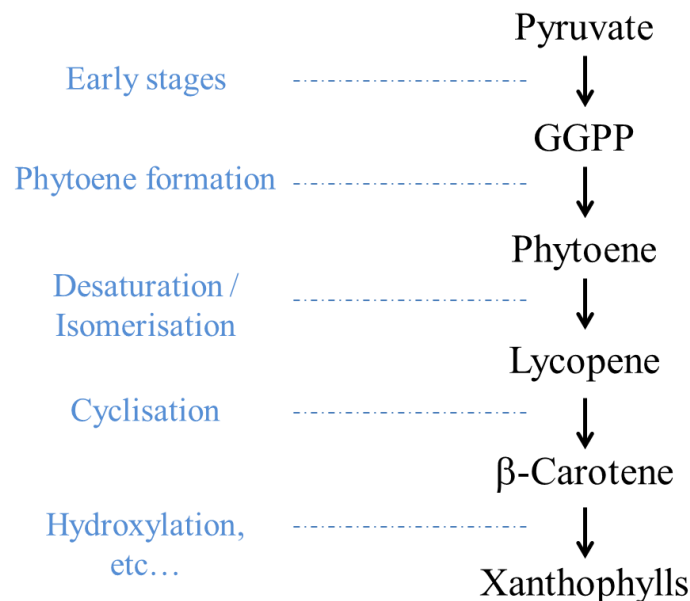 Pyruvate
Early stages
GGPP
Phytoene formation
Phytoene
Desaturation /
Isomerisation
Lycopene
Cyclisation
β-Carotene
Hydroxylation,
etc…
Xanthophylls